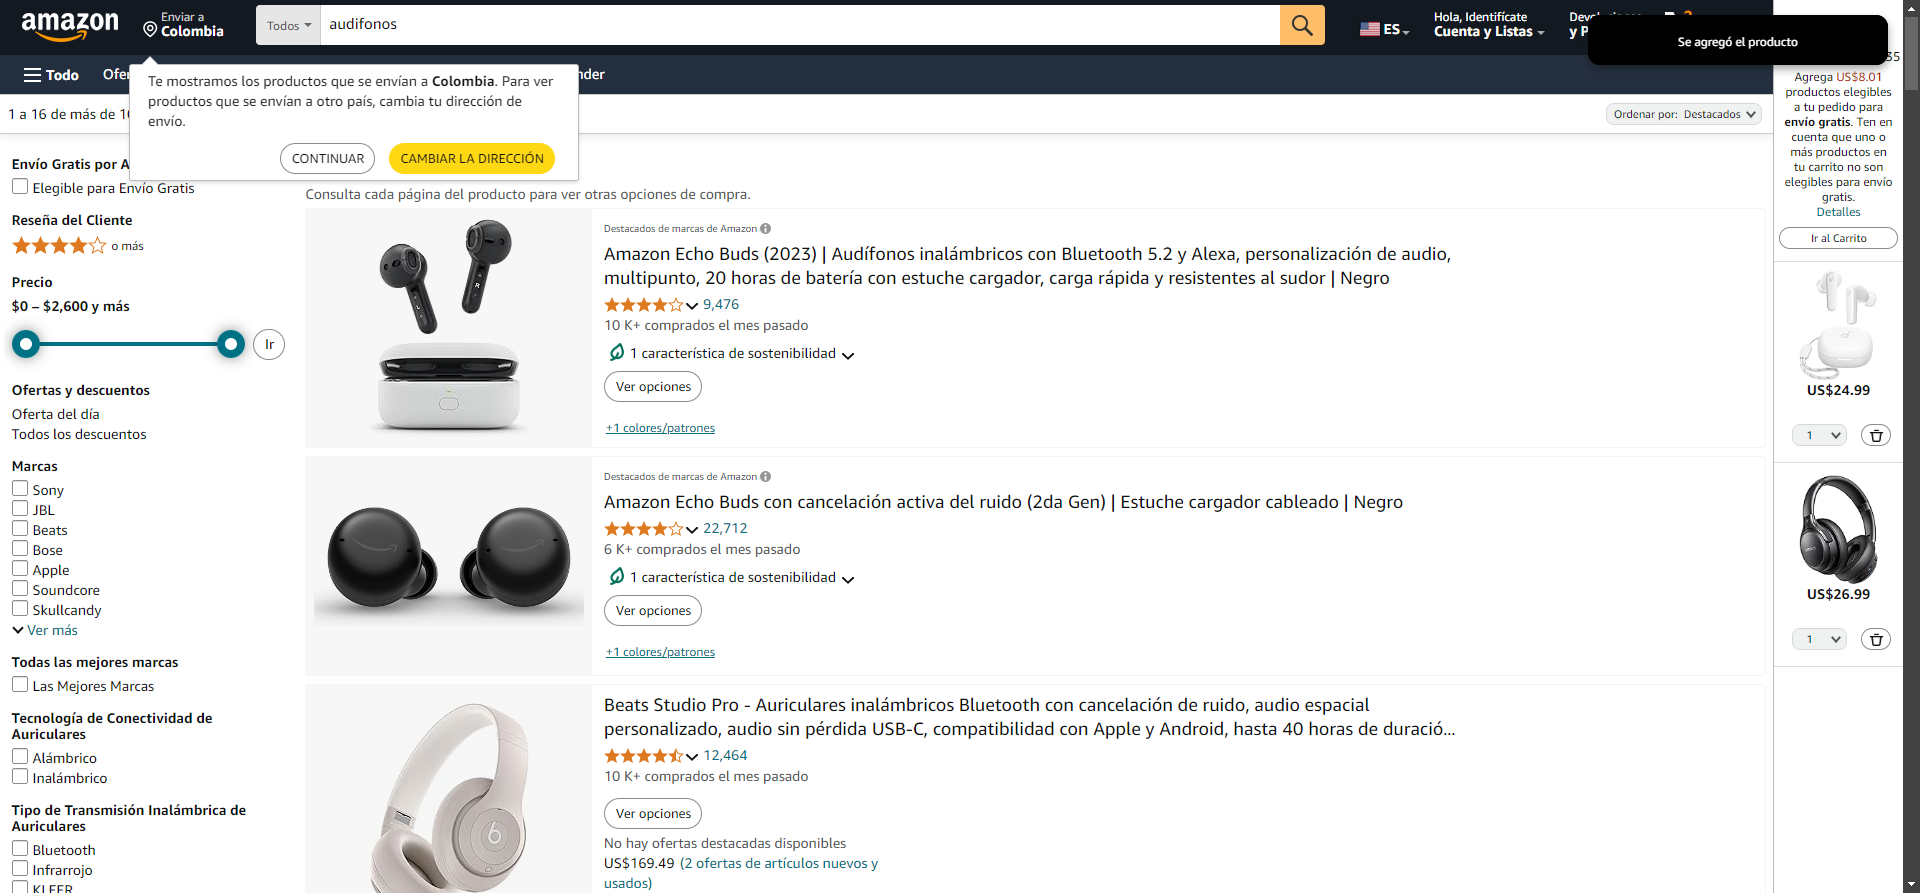 amazon
Enviar a
Colombia
Todos
audifonos
ES
Hola, Identifícate
Cuenta y Listas
y P
Se agregó el producto
Todo
Te mostramos los productos que se envían a Colombia. Para ver
productos que se envían a otro país, cambia tu dirección de
envío.
CONTINUAR
CAMBIAR LA DIRECCIÓN
1 a 16 de más de
Ordenar por: Destacados
Envío Gratis por A
Elegible para Envío Gratis
Reseña del Cliente
o más
Precio
$0 – $2,600 y más
Ir
Ofertas y descuentos
Oferta del día
Todos los descuentos
Marcas
Sony
JBL
Beats
Bose
Apple
Soundcore
Skullcandy
Ver más
Todas las mejores marcas
Las Mejores Marcas
Tecnología de Conectividad de
Auriculares
Alámbrico
Inalámbrico
Tipo de Transmisión Inalámbrica de
Auriculares
Bluetooth
Infrarrojo
KLEER
Consulta cada página del producto para ver otras opciones de compra.
Destacados de marcas de Amazon
Amazon Echo Buds (2023) | Audífonos inalámbricos con Bluetooth 5.2 y Alexa, personalización de audio,
multipunto, 20 horas de batería con estuche cargador, carga rápida y resistentes al sudor | Negro
9,476
10 K+ comprados el mes pasado
1 característica de sostenibilidad
Ver opciones
+1 colores/patrones
Destacados de marcas de Amazon
Amazon Echo Buds con cancelación activa del ruido (2da Gen) | Estuche cargador cableado | Negro
22,712
6 K+ comprados el mes pasado
1 característica de sostenibilidad
Ver opciones
+1 colores/patrones
Beats Studio Pro - Auriculares inalámbricos Bluetooth con cancelación de ruido, audio espacial
personalizado, audio sin pérdida USB-C, compatibilidad con Apple y Android, hasta 40 horas de duració...
12,464
10 K+ comprados el mes pasado
Ver opciones
No hay ofertas destacadas disponibles
US$169.49 (2 ofertas de artículos nuevos y
usados)
35
Agrega US$8.01
productos elegibles
a tu pedido para
envío gratis. Ten en
cuenta que uno o
más productos en
tu carrito no son
elegibles para envío
gratis.
Detalles
Ir al Carrito
US$24.99
1
US$26.99
1